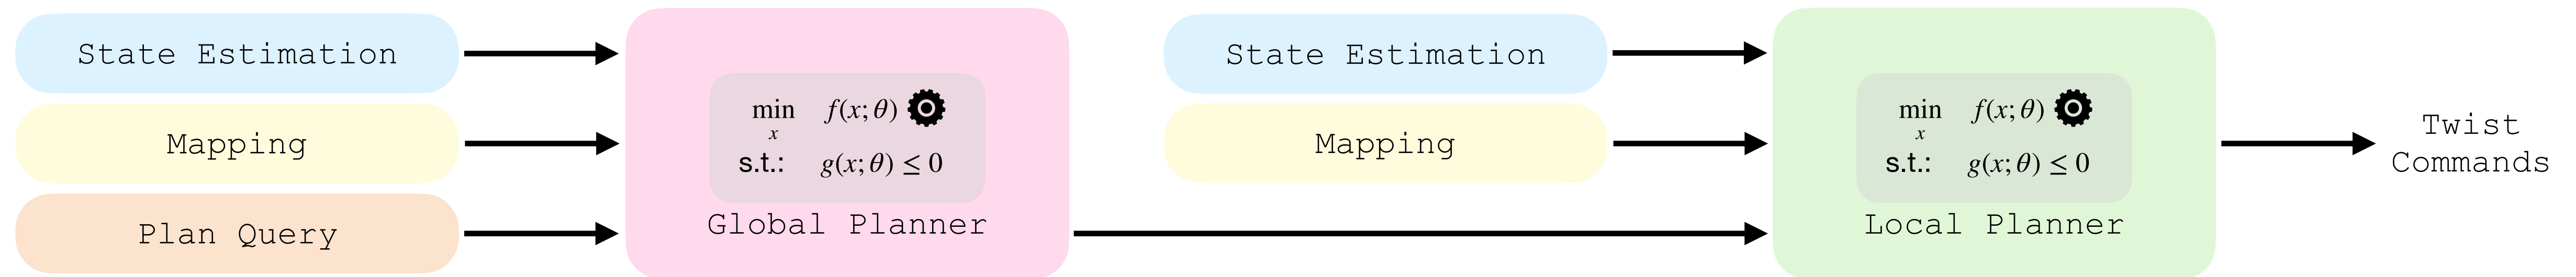 State Estimation
Mapping
Plan Query
min f(x; θ)
x
s.t.: g(x; θ) ≤ 0
Global Planner
State Estimation
Mapping
min f(x; θ)
x
s.t.: g(x; θ) ≤ 0
Local Planner
Twist
Commands